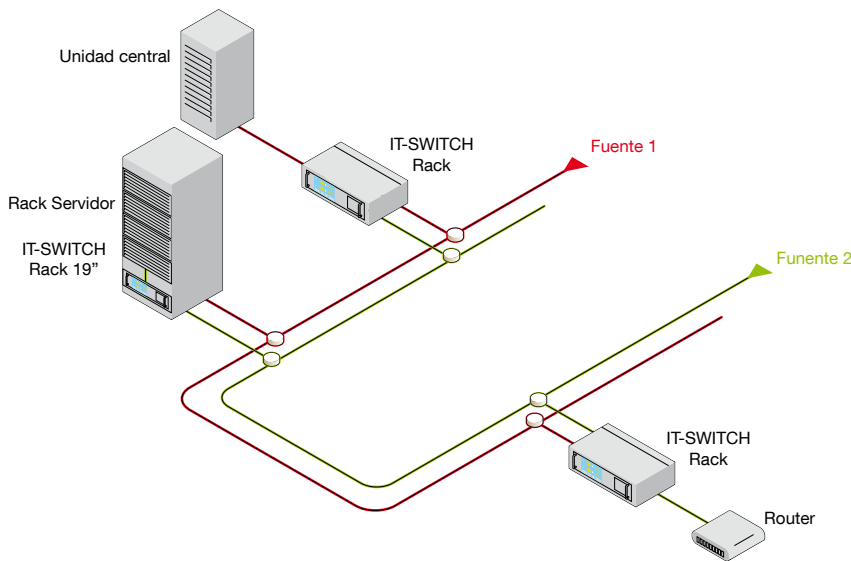 Unidad central
IT-SWITCH
Rack
Fuente 1
Rack Servidor
IT-SWITCH
Rack 19”
Funente 2
IT-SWITCH
Rack
Router